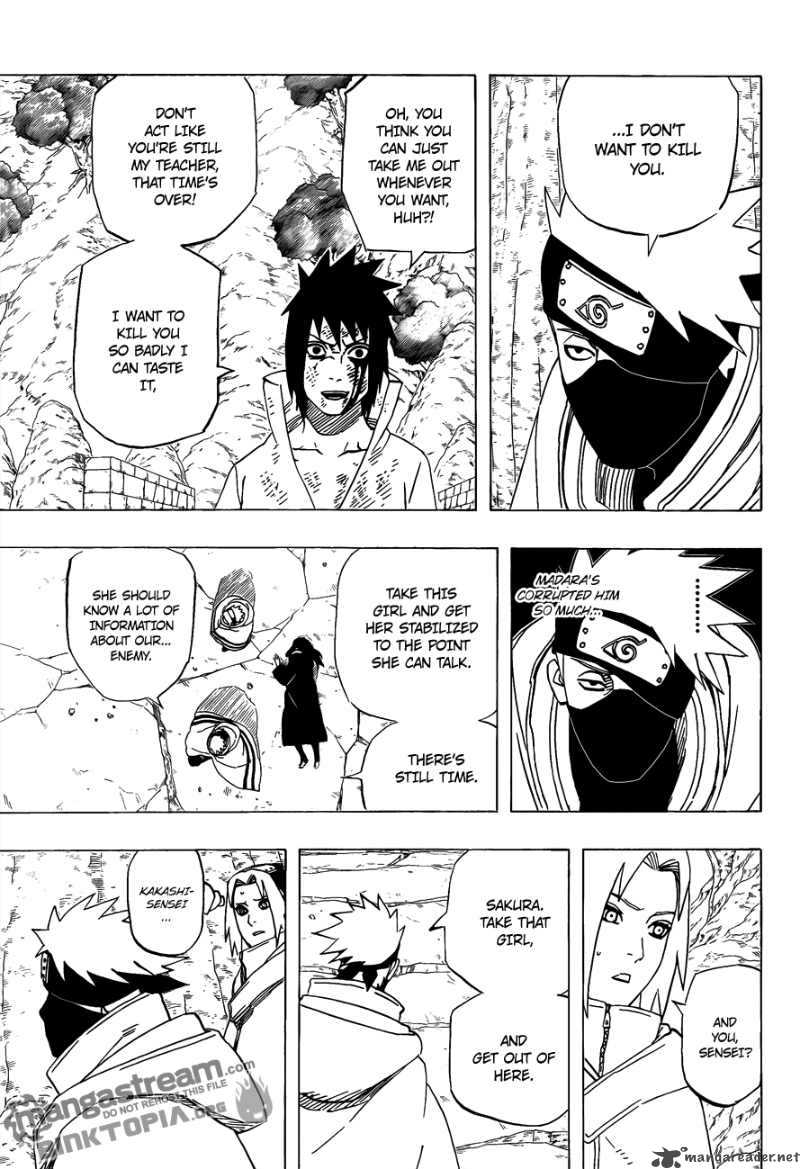 ...I DON'T
WANT TO KILL
YOU.
OH, YOU
THINK YOU
CAN JUST
TAKE ME OUT
WHENEVER
YOU WANT,
HUH?!
DON'T
ACT LIKE
YOU'RE STILL
MY TEACHER,
THAT TIME'S
OVER!
I WANT TO
KILL YOU
SO BADLY I
CAN TASTE
IT,
MADARA'S
CORRUPTED HIM
SO MUCH...
TAKE THIS
GIRL AND GET
HER STABILIZED
TO THE POINT
SHE CAN TALK.
THERE'S
STILL TIME.
SHE SHOULD
KNOW A LOT OF
INFORMATION
ABOUT OUR...
ENEMY.
AND
YOU,
SENSEI?
SAKURA.
TAKE THAT
GIRL,
AND
GET OUT OF
HERE.
KAKASHI-
SENSEI
...
mangastream.com
DO NOT REHOST THIS FILE
BINKTOPIA.ORG
mangareader.net